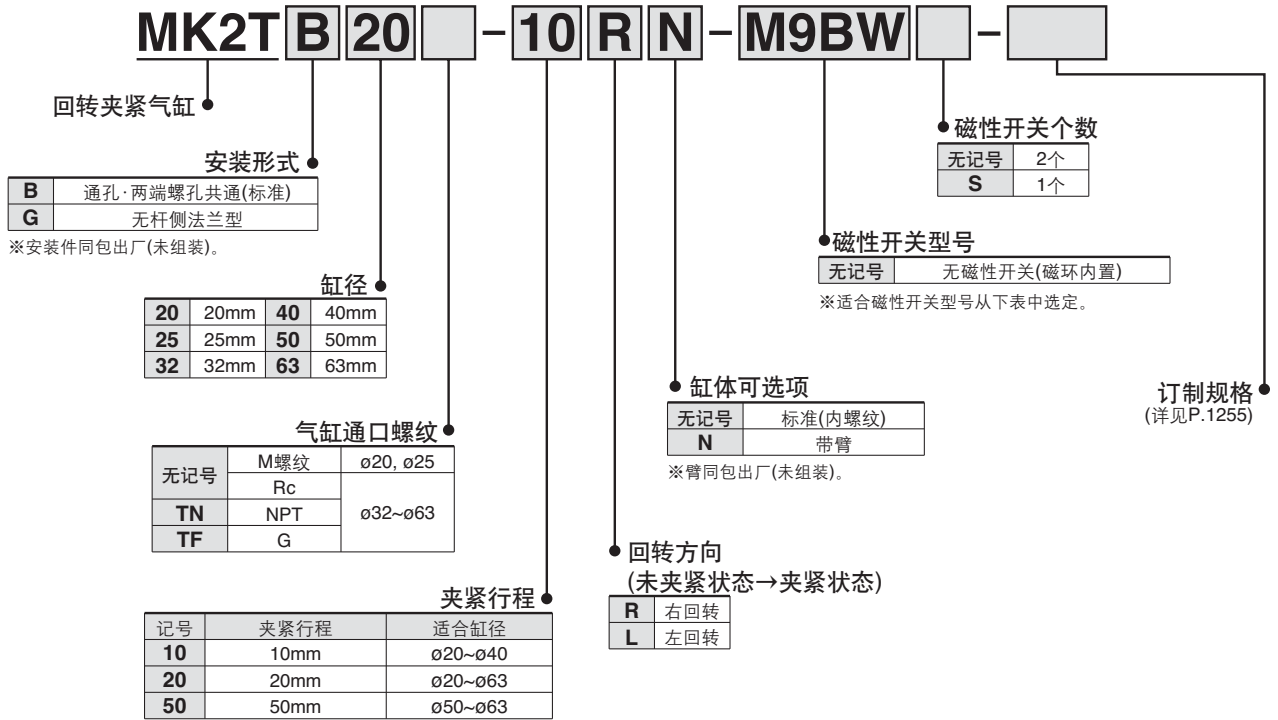 MK2T B 20 - 10 R N - M9BW -
回转夹紧气缸
安装形式
B 通孔·两端螺孔共通(标准)
G 无杆侧法兰型
※安装件同包出厂(未组装)。
缸径
20 20mm 40 40mm
25 25mm 50 50mm
32 32mm 63 63mm
气缸通口螺纹
无记号 M螺纹 ø20, ø25
Rc
TN NPT ø32~ø63
TF G
夹紧行程
记号 夹紧行程 适合缸径
10 10mm ø20~ø40
20 20mm ø20~ø63
50 50mm ø50~ø63
回转方向
(未夹紧状态→夹紧状态)
R 右回转
L 左回转
缸体可选项
无记号 标准(内螺纹)
N 带臂
※臂同包出厂(未组装)。
磁性开关型号
无记号 无磁性开关(磁环内置)
※适合磁性开关型号从下表中选定。
磁性开关个数
无记号 2个
S 1个
订制规格
(详见P.1255)